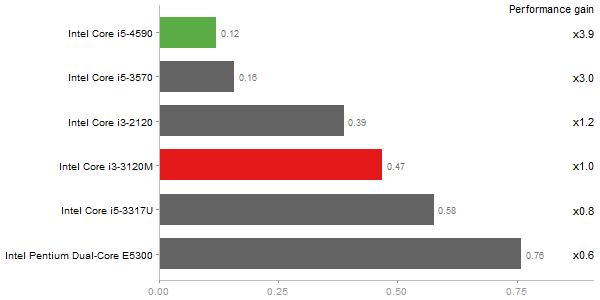 Performance gain
Intel Core i5-4590 0.12 x3.9
Intel Core i5-3570 0.16 x3.0
Intel Core i3-2120 0.39 x1.2
Intel Core i3-3120M 0.47 x1.0
Intel Core i5-3317U 0.58 x0.8
Intel Pentium Dual-Core E5300 0.76 x0.6
0.00 0.25 0.50 0.75